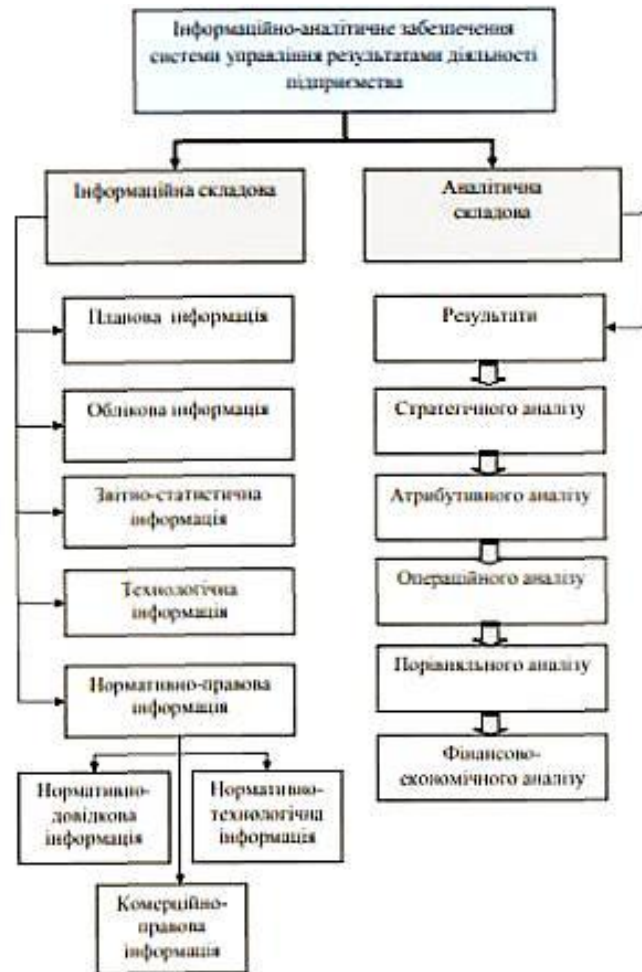 Інформаційно-аналітичне забезпечення
системи управління результатами діяльності
підприємства
Інформаційна складова
Аналітична
складова
Планова інформація
Облікова інформація
Звітно-статистична
інформація
Технологічна
інформація
Нормативно-правова
інформація
Нормативно-
довідкова
інформація
Нормативно-
технологічна
інформація
Комерційно-
правова
інформація
Результати
Стратегічного аналізу
Атрибутивного аналізу
Операційного аналізу
Порівняльного аналізу
Фінансово-
економічного аналізу